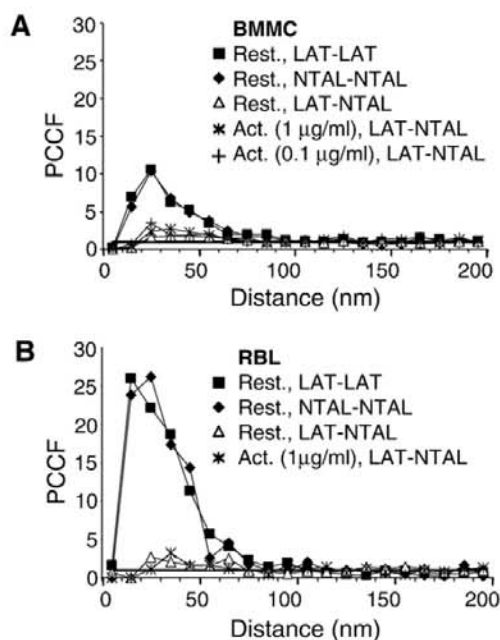 A
BMMC
Rest., LAT-LAT
Rest., NTAL-NTAL
Rest., LAT-NTAL
Act. (1 μg/ml), LAT-NTAL
Act. (0.1 μg/ml), LAT-NTAL
PCCF
30
25
20
15
10
5
0
0 50 100 150 200
Distance (nm)
B
RBL
Rest., LAT-LAT
Rest., NTAL-NTAL
Rest., LAT-NTAL
Act. (1μg/ml), LAT-NTAL
PCCF
30
25
20
15
10
5
0
0 50 100 150 200
Distance (nm)